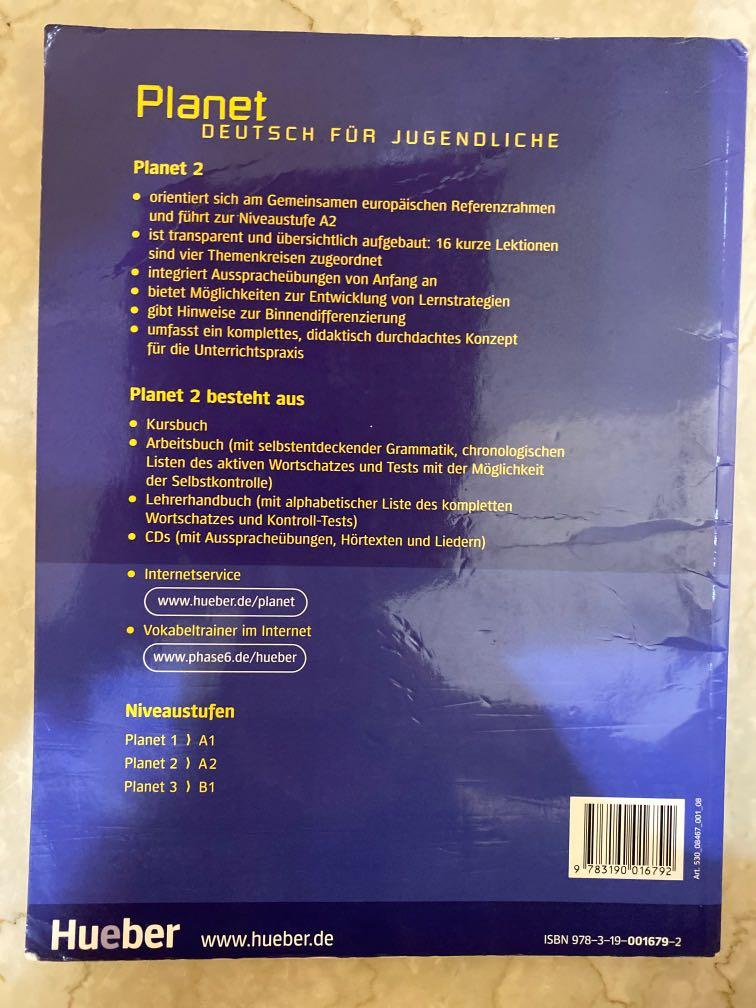 Planet
DEUTSCH FÜR JUGENDLICHE
Planet 2
• orientiert sich am Gemeinsamen europäischen Referenzrahmen
und führt zur Niveaustufe A2
• ist transparent und übersichtlich aufgebaut: 16 kurze Lektionen
sind vier Themenkreisen zugeordnet
• integriert Ausspracheübungen von Anfang an
• bietet Möglichkeiten zur Entwicklung von Lernstrategien
• gibt Hinweise zur Binnendifferenzierung
• umfasst ein komplettes, didaktisch durchdachtes Konzept
für die Unterrichtspraxis
Planet 2 besteht aus
• Kursbuch
• Arbeitsbuch (mit selbstentdeckender Grammatik, chronologischen
Listen des aktiven Wortschatzes und Tests mit der Möglichkeit
der Selbstkontrolle)
• Lehrerhandbuch (mit alphabetischer Liste des kompletten
Wortschatzes und Kontroll-Tests)
• CDs (mit Ausspracheübungen, Hörtexten und Liedern)
• Internetservice
www.hueber.de/planet
• Vokabeltrainer im Internet
www.phase6.de/hueber
Niveaustufen
Planet 1 ⟩ A1
Planet 2 ⟩ A2
Planet 3 ⟩ B1
9 783190 016792
Art. 530_08467_001_08
Hueber www.hueber.de
ISBN 978-3-19-001679-2